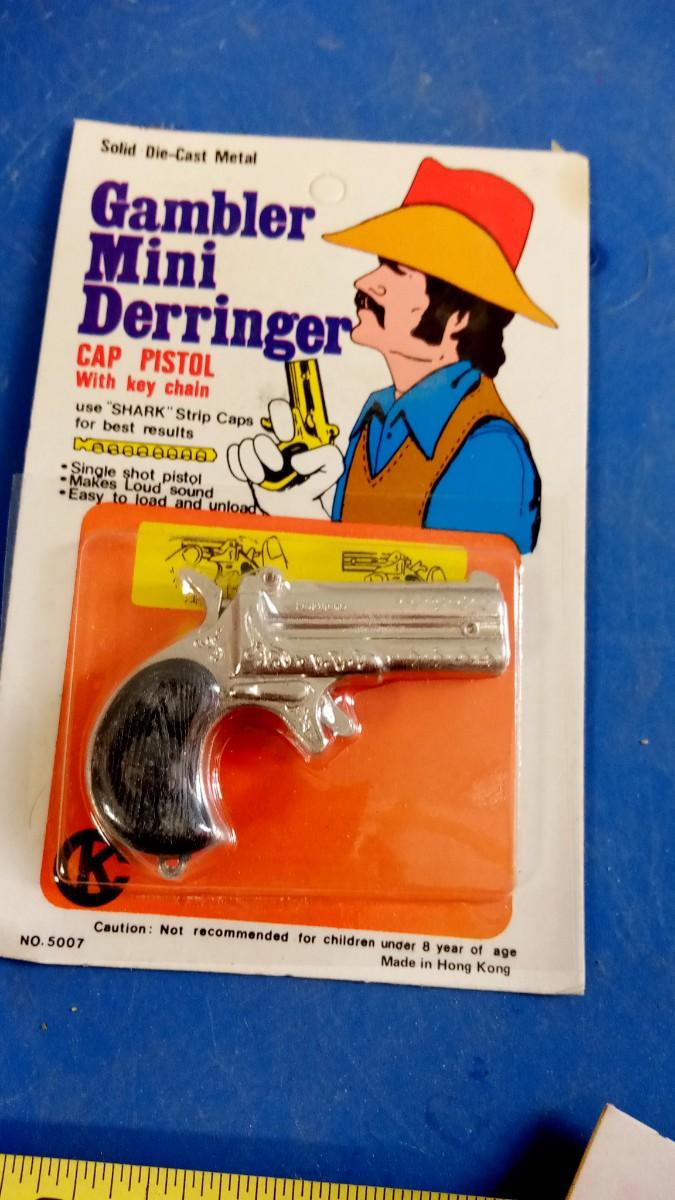 Solid Die-Cast Metal
Gambler
Mini
Derringer
CAP PISTOL
With key chain
use "SHARK" Strip Caps
for best results
• Single shot pistol
• Makes Loud sound
• Easy to load and unload
CK
Caution: Not recommended for children under 8 year of age
NO. 5007
Made in Hong Kong